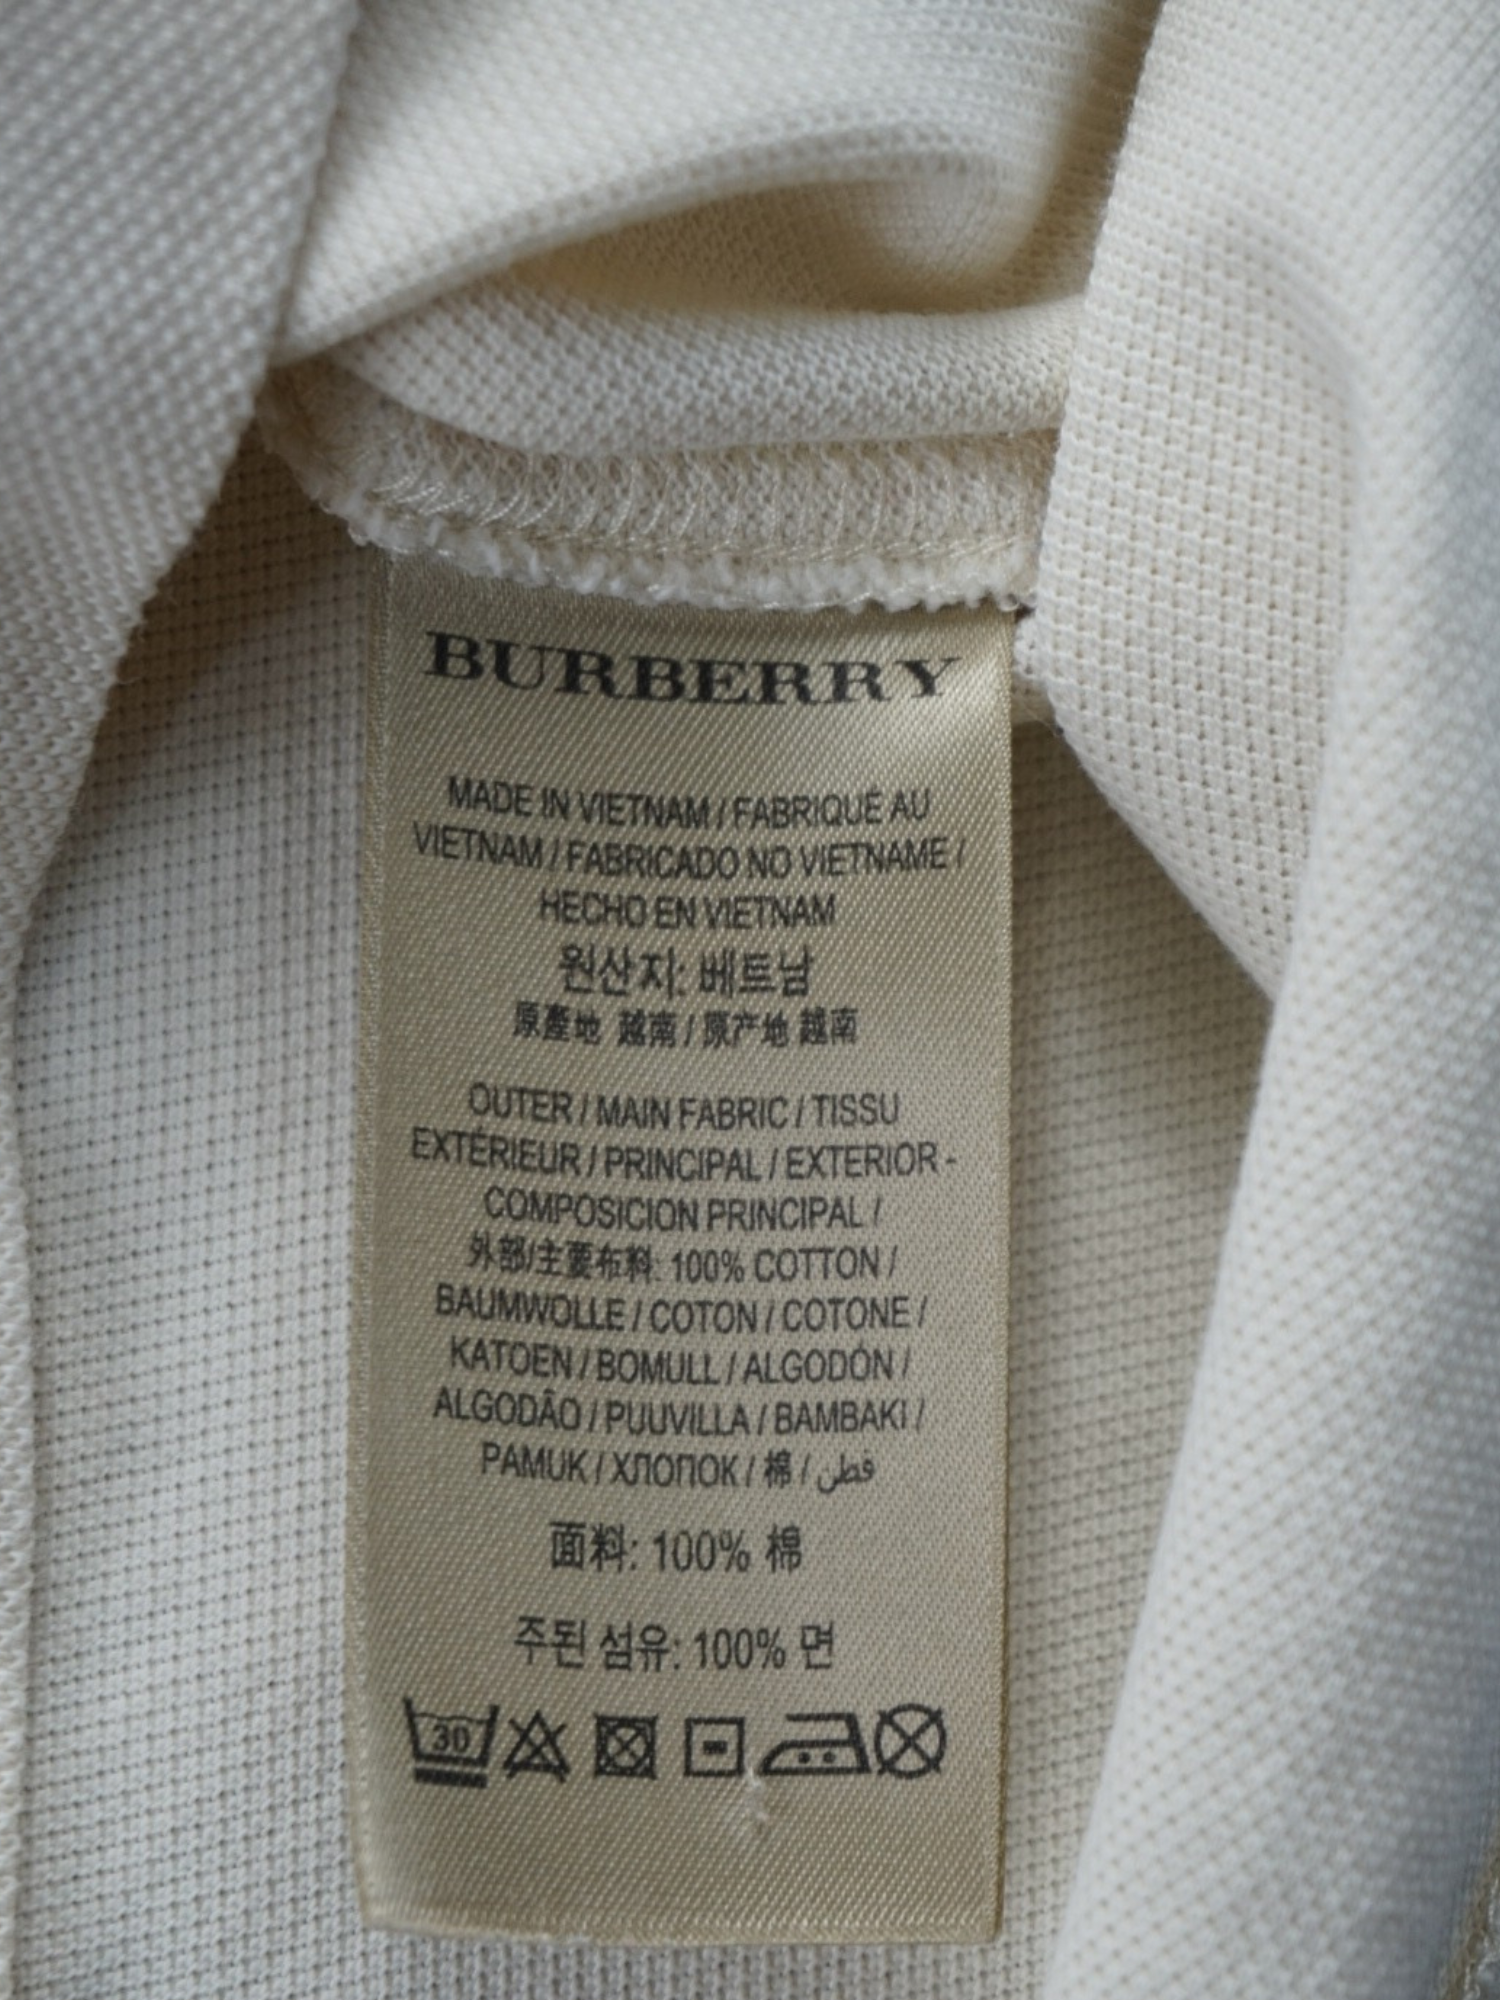 BURBERRY
MADE IN VIETNAM / FABRIQUÉ AU
VIETNAM / FABRICADO NO VIETNAME /
HECHO EN VIETNAM
원산지: 베트남
原產地 越南 / 原产地 越南
OUTER / MAIN FABRIC / TISSU
EXTÉRIEUR / PRINCIPAL / EXTERIOR -
COMPOSICION PRINCIPAL /
外部/主要布料: 100% COTTON /
BAUMWOLLE / COTON / COTONE /
KATOEN / BOMULL / ALGODÓN /
ALGODÃO / PUUVILLA / BAMBAKI /
PAMUK / ХЛОПОК / 棉 / قطن
面料: 100% 棉
주된 섬유: 100% 면
30